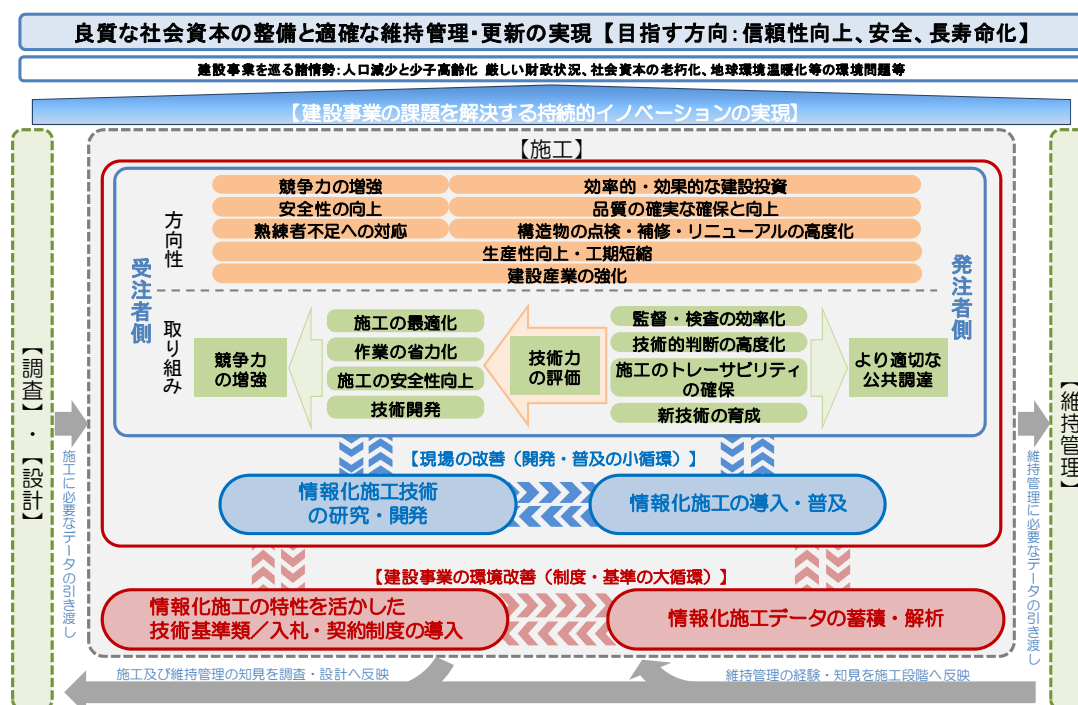 良質な社会資本の整備と適確な維持管理・更新の実現【目指す方向：信頼性向上、安全、長寿命化】
建設事業を巡る諸情勢：人口減少と少子高齢化 厳しい財政状況、社会資本の老朽化、地球環境温暖化等の環境問題等
【建設事業の課題を解決する持続的イノベーションの実現】
【調査】・【設計】
【施工】
【維持管理】
受注者側
発注者側
方向性
競争力の増強
効率的・効果的な建設投資
安全性の向上
品質の確実な確保と向上
熟練者不足への対応
構造物の点検・補修・リニューアルの高度化
生産性向上・工期短縮
建設産業の強化
取り組み
競争力
の増強
施工の最適化
作業の省力化
施工の安全性向上
技術開発
技術力
の評価
監督・検査の効率化
技術的判断の高度化
施工のトレーサビリティ
の確保
新技術の育成
より適切な
公共調達
【現場の改善（開発・普及の小循環）】
情報化施工技術
の研究・開発
情報化施工の導入・普及
【建設事業の環境改善（制度・基準の大循環）】
情報化施工の特性を活かした
技術基準類／入札・契約制度の導入
情報化施工データの蓄積・解析
施工に必要なデータの引き渡し
維持管理に必要なデータの引き渡し
施工及び維持管理の知見を調査・設計へ反映
維持管理の経験・知見を施工段階へ反映